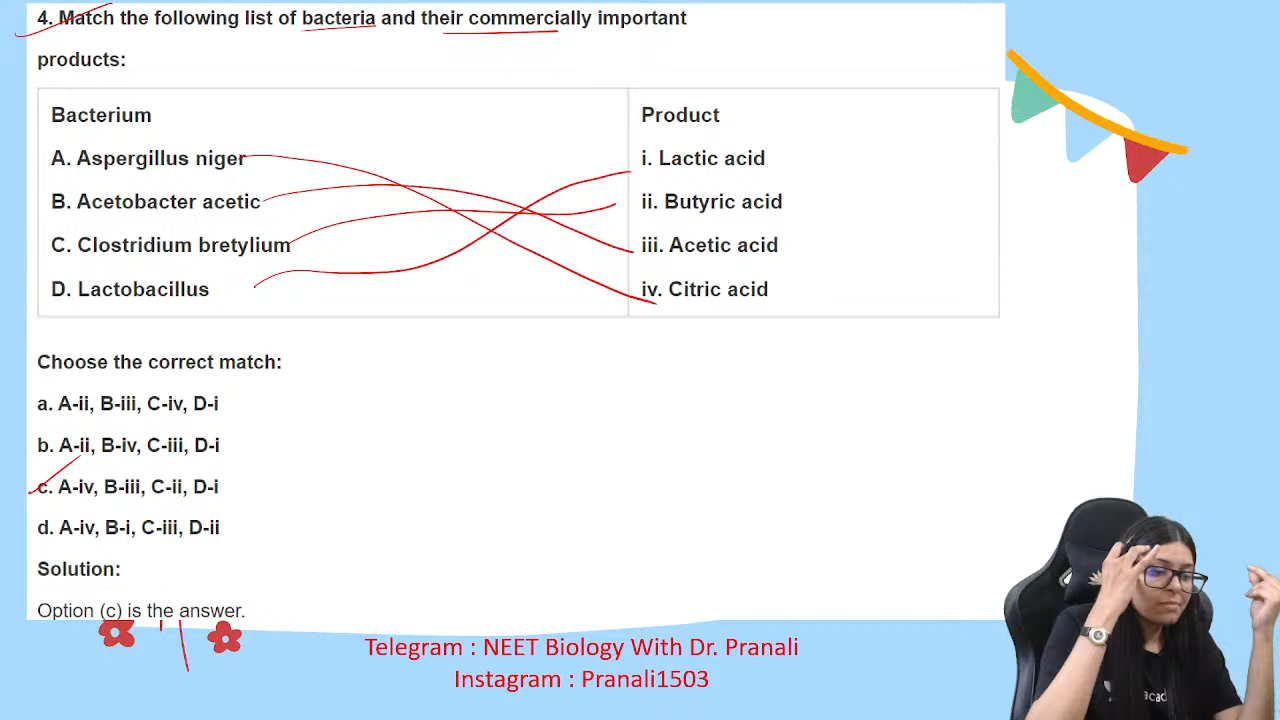 4. Match the following list of bacteria and their commercially important
products:
Bacterium Product
A. Aspergillus niger i. Lactic acid
B. Acetobacter acetic ii. Butyric acid
C. Clostridium bretylium iii. Acetic acid
D. Lactobacillus iv. Citric acid
Choose the correct match:
a. A-ii, B-iii, C-iv, D-i
b. A-ii, B-iv, C-iii, D-i
c. A-iv, B-iii, C-ii, D-i
d. A-iv, B-i, C-iii, D-ii
Solution:
Option (c) is the answer.
Telegram : NEET Biology With Dr. Pranali
Instagram : Pranali1503